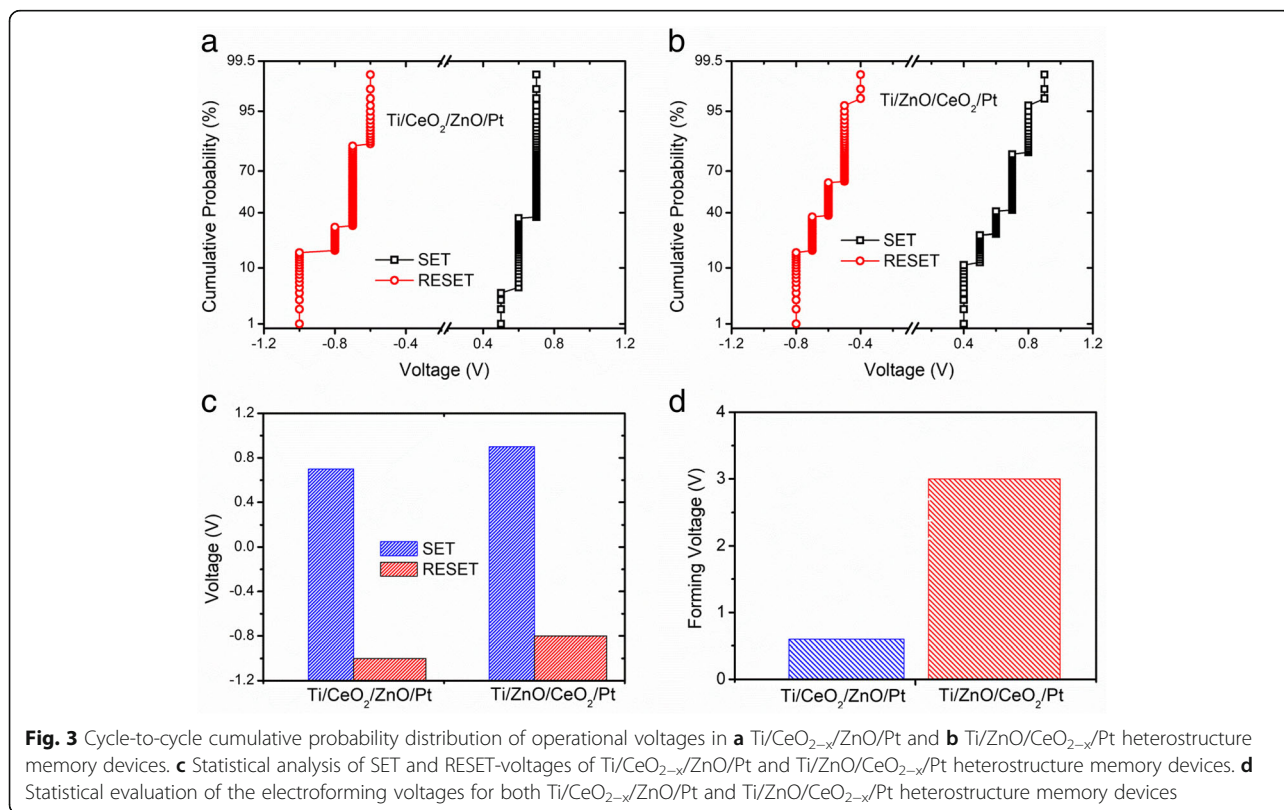 a
99.5
95
70
40
10
1
Cumulative Probability (%)
Ti/CeO₂/ZnO/Pt
SET
RESET
-1.2 -0.8 -0.4 0.4 0.8 1.2
Voltage (V)
b
99.5
95
70
40
10
1
Cumulative Probability (%)
Ti/ZnO/CeO₂/Pt
SET
RESET
-1.2 -0.8 -0.4 0.4 0.8 1.2
Voltage (V)
c
1.2
0.8
0.4
0.0
-0.4
-0.8
-1.2
Voltage (V)
SET
RESET
Ti/CeO₂/ZnO/Pt Ti/ZnO/CeO₂/Pt
d
4
3
2
1
0
Forming Voltage (V)
Ti/CeO₂/ZnO/Pt Ti/ZnO/CeO₂/Pt
Fig. 3 Cycle-to-cycle cumulative probability distribution of operational voltages in a Ti/CeO₂₋ₓ/ZnO/Pt and b Ti/ZnO/CeO₂₋ₓ/Pt heterostructure
memory devices. c Statistical analysis of SET and RESET-voltages of Ti/CeO₂₋ₓ/ZnO/Pt and Ti/ZnO/CeO₂₋ₓ/Pt heterostructure memory devices. d
Statistical evaluation of the electroforming voltages for both Ti/CeO₂₋ₓ/ZnO/Pt and Ti/ZnO/CeO₂₋ₓ/Pt heterostructure memory devices